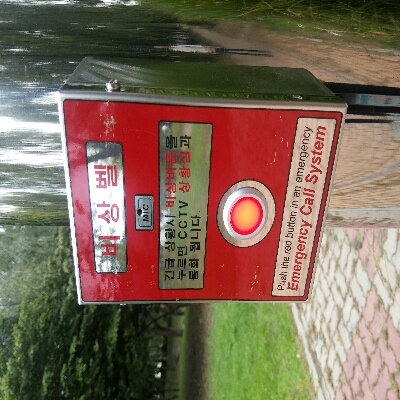 비상벨
MIC
긴급 상황시 비상버튼을
누르면 CCTV 상황실과
통화 됩니다.
Push the red button in an emergency
Emergency Call System